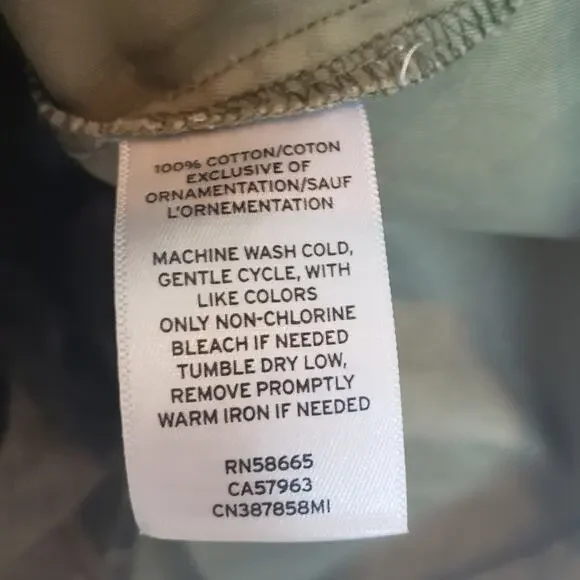 100% COTTON/COTON
EXCLUSIVE OF
ORNAMENTATION/SAUF
L'ORNEMENTATION
MACHINE WASH COLD,
GENTLE CYCLE, WITH
LIKE COLORS
ONLY NON-CHLORINE
BLEACH IF NEEDED
TUMBLE DRY LOW,
REMOVE PROMPTLY
WARM IRON IF NEEDED
RN58665
CA57963
CN387858MI